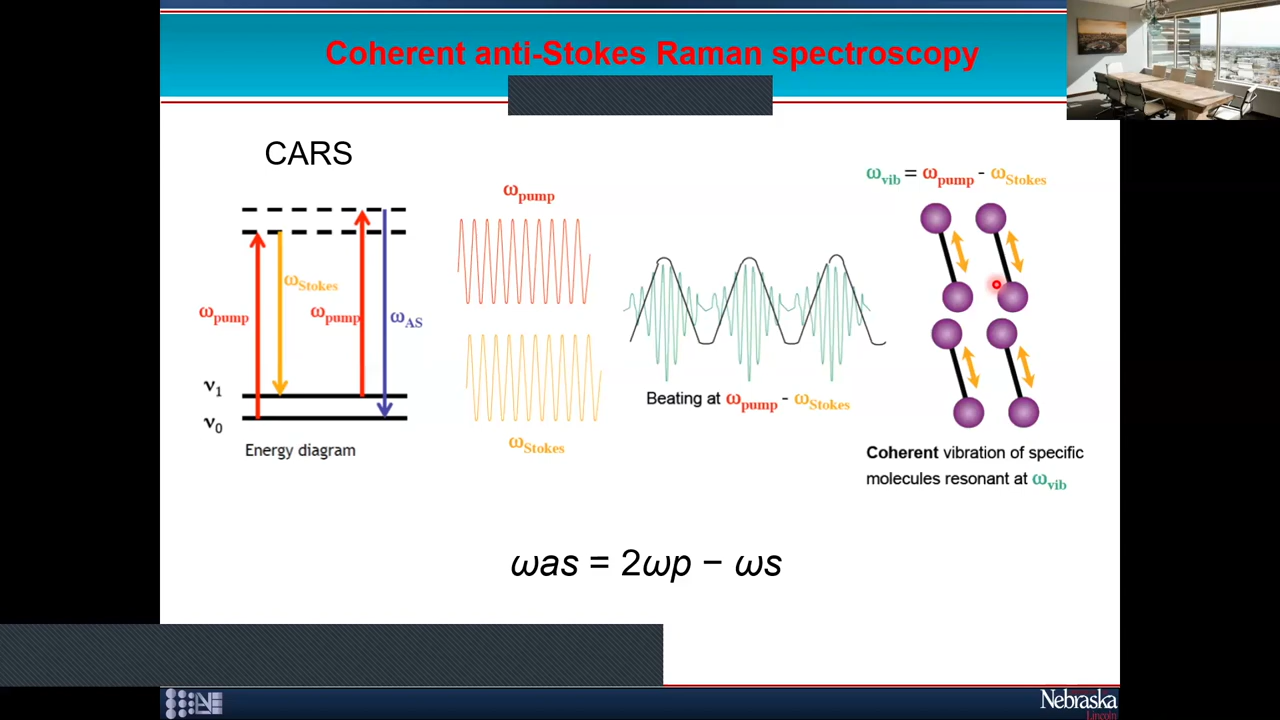 Coherent anti-Stokes Raman spectroscopy
CARS
ωpump
ωStokes
ωpump
ωAS
ν1
ν0
Energy diagram
ωpump
ωStokes
Beating at ωpump - ωStokes
ωvib = ωpump - ωStokes
Coherent vibration of specific
molecules resonant at ωvib
ωas = 2ωp − ωs
Nebraska
Lincoln